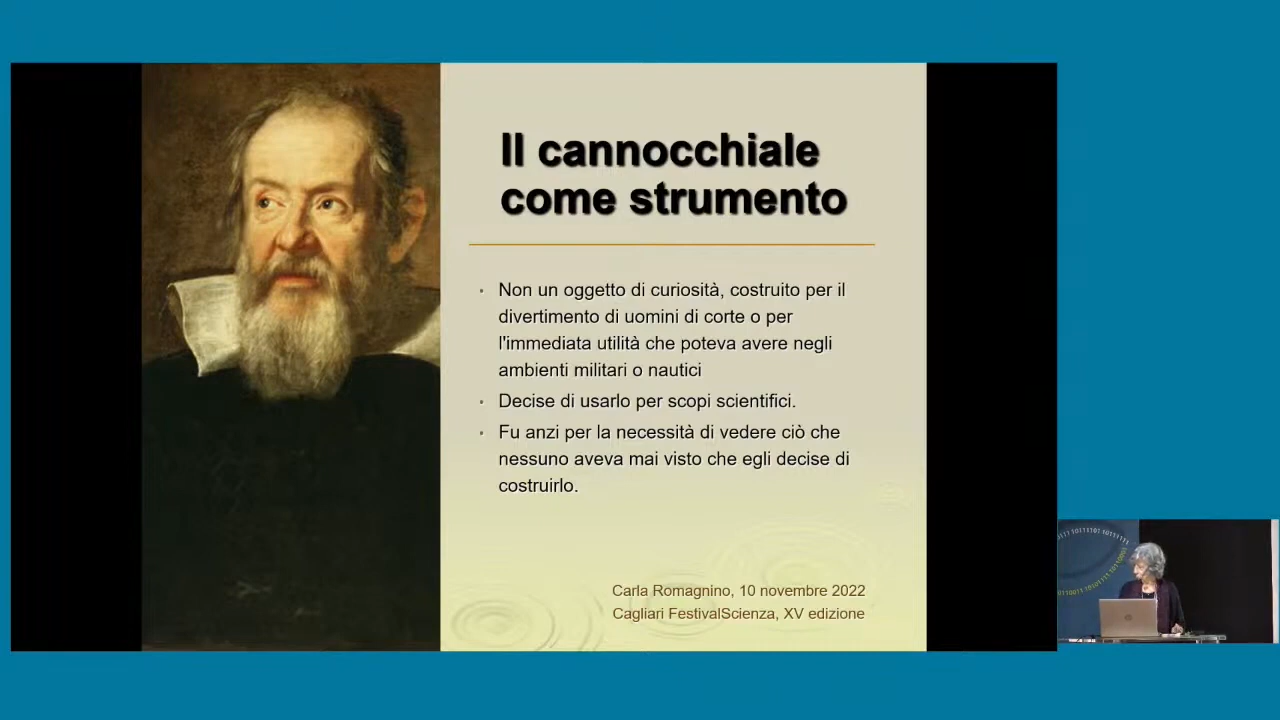 Il cannocchiale
come strumento
Non un oggetto di curiosità, costruito per il
divertimento di uomini di corte o per
l'immediata utilità che poteva avere negli
ambienti militari o nautici
Decise di usarlo per scopi scientifici.
Fu anzi per la necessità di vedere ciò che
nessuno aveva mai visto che egli decise di
costruirlo.
Carla Romagnino, 10 novembre 2022
Cagliari FestivalScienza, XV edizione